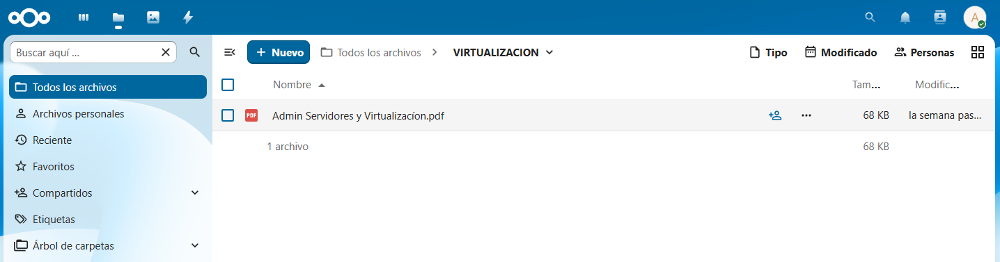 A
Buscar aquí ...
Nuevo
Todos los archivos
VIRTUALIZACION
Tipo
Modificado
Personas
Todos los archivos
Archivos personales
Reciente
Favoritos
Compartidos
Etiquetas
Árbol de carpetas
Nombre
Tam...
Modific...
PDF
Admin Servidores y Virtualizacíon.pdf
68 KB
la semana pas...
1 archivo
68 KB